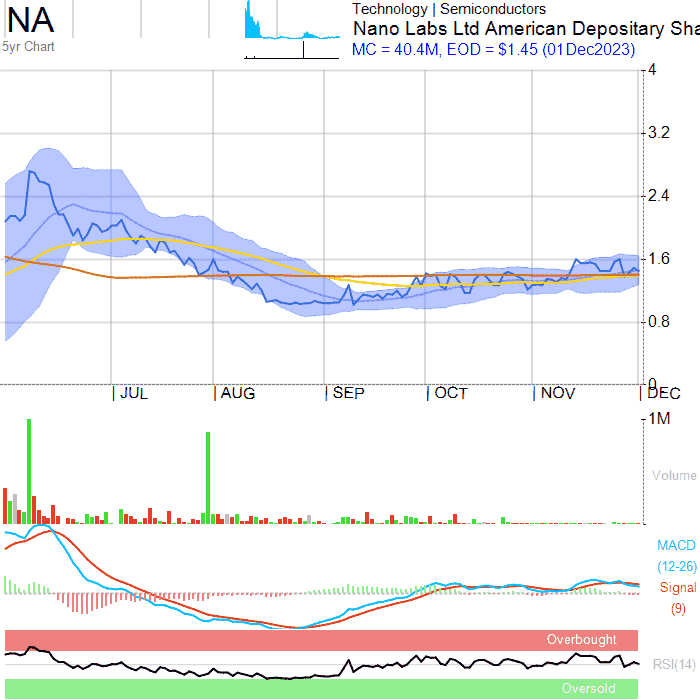 NA
5yr Chart
Technology | Semiconductors
Nano Labs Ltd American Depositary Sha
MC = 40.4M, EOD = $1.45 (01Dec2023)
4
3.2
2.4
1.6
0.8
0
| JUL | AUG | SEP | OCT | NOV | DEC
1M
Volume
MACD
(12-26)
Signal
(9)
Overbought
RSI(14)
Oversold